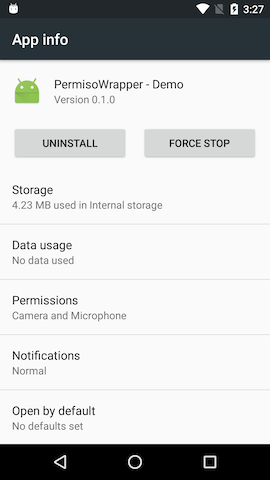 3:27
App info
PermisoWrapper - Demo
Version 0.1.0
UNINSTALL
FORCE STOP
Storage
4.23 MB used in Internal storage
Data usage
No data used
Permissions
Camera and Microphone
Notifications
Normal
Open by default
No defaults set